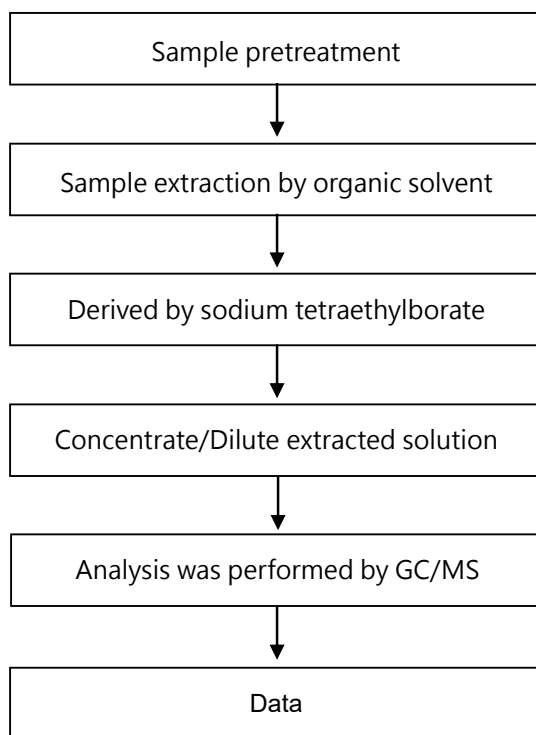 Sample pretreatment
Sample extraction by organic solvent
Derived by sodium tetraethylborate
Concentrate/Dilute extracted solution
Analysis was performed by GC/MS
Data